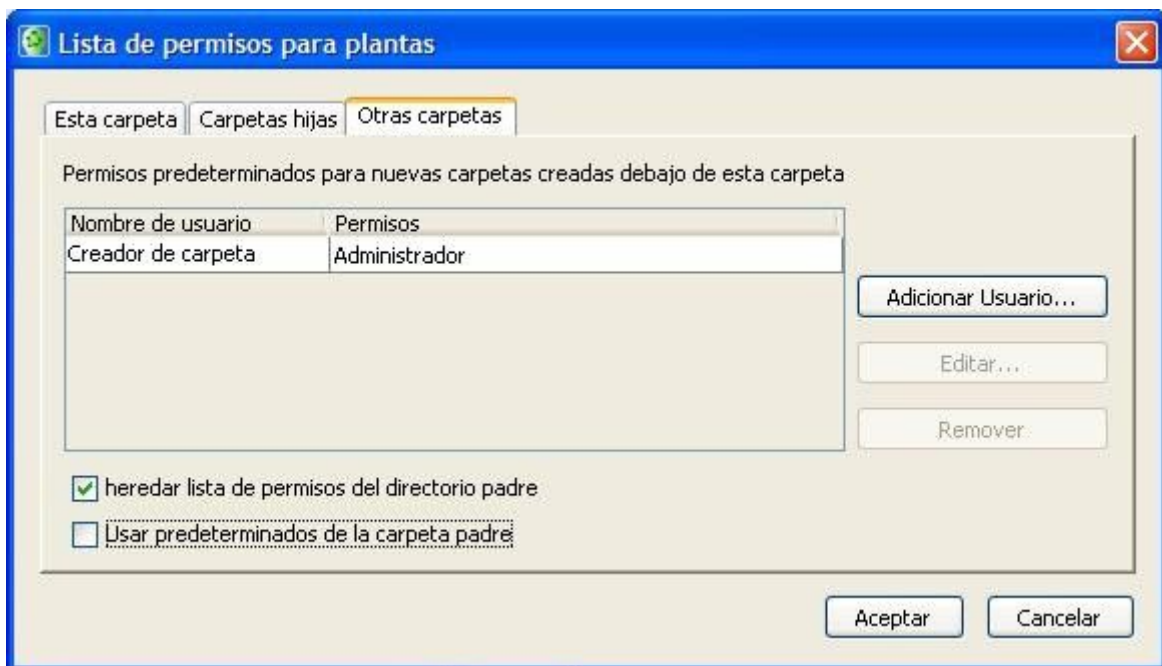 Lista de permisos para plantas
Esta carpeta Carpetas hijas Otras carpetas
Permisos predeterminados para nuevas carpetas creadas debajo de esta carpeta
Nombre de usuario Permisos
Creador de carpeta Administrador
Adicionar Usuario...
Editar...
Remover
heredar lista de permisos del directorio padre
Usar predeterminados de la carpeta padre
Aceptar Cancelar